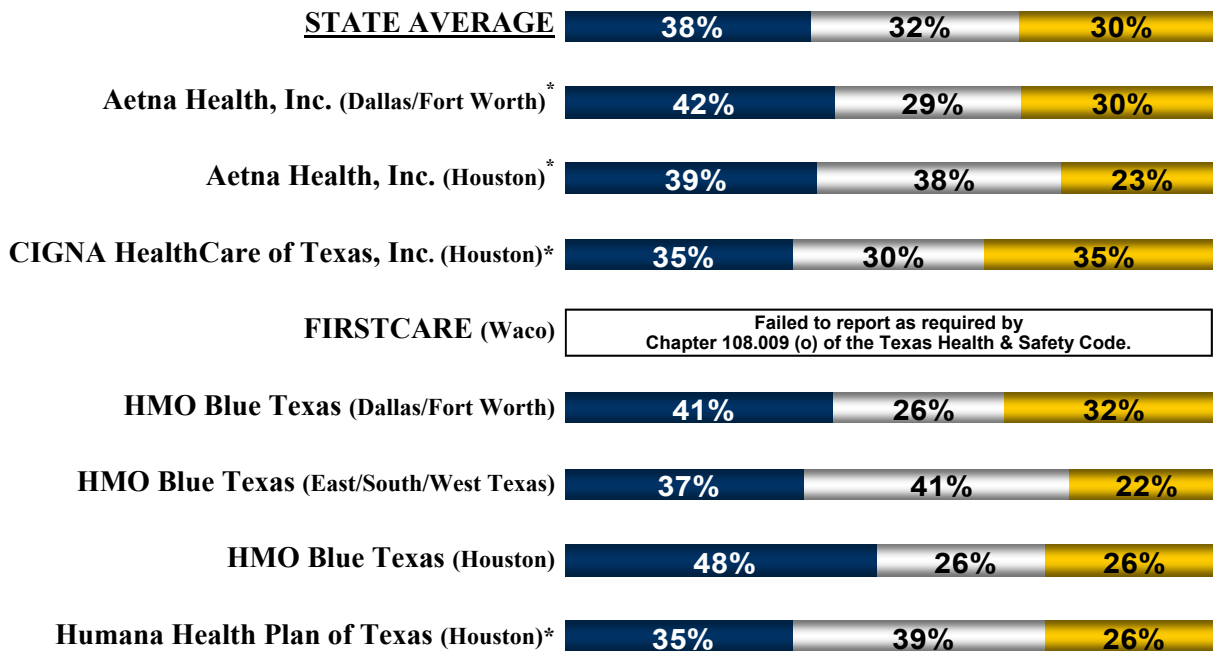 STATE AVERAGE 38% 32% 30%
Aetna Health, Inc. (Dallas/Fort Worth)* 42% 29% 30%
Aetna Health, Inc. (Houston)* 39% 38% 23%
CIGNA HealthCare of Texas, Inc. (Houston)* 35% 30% 35%
FIRSTCARE (Waco)
Failed to report as required by
Chapter 108.009 (o) of the Texas Health & Safety Code.
HMO Blue Texas (Dallas/Fort Worth) 41% 26% 32%
HMO Blue Texas (East/South/West Texas) 37% 41% 22%
HMO Blue Texas (Houston) 48% 26% 26%
Humana Health Plan of Texas (Houston)* 35% 39% 26%